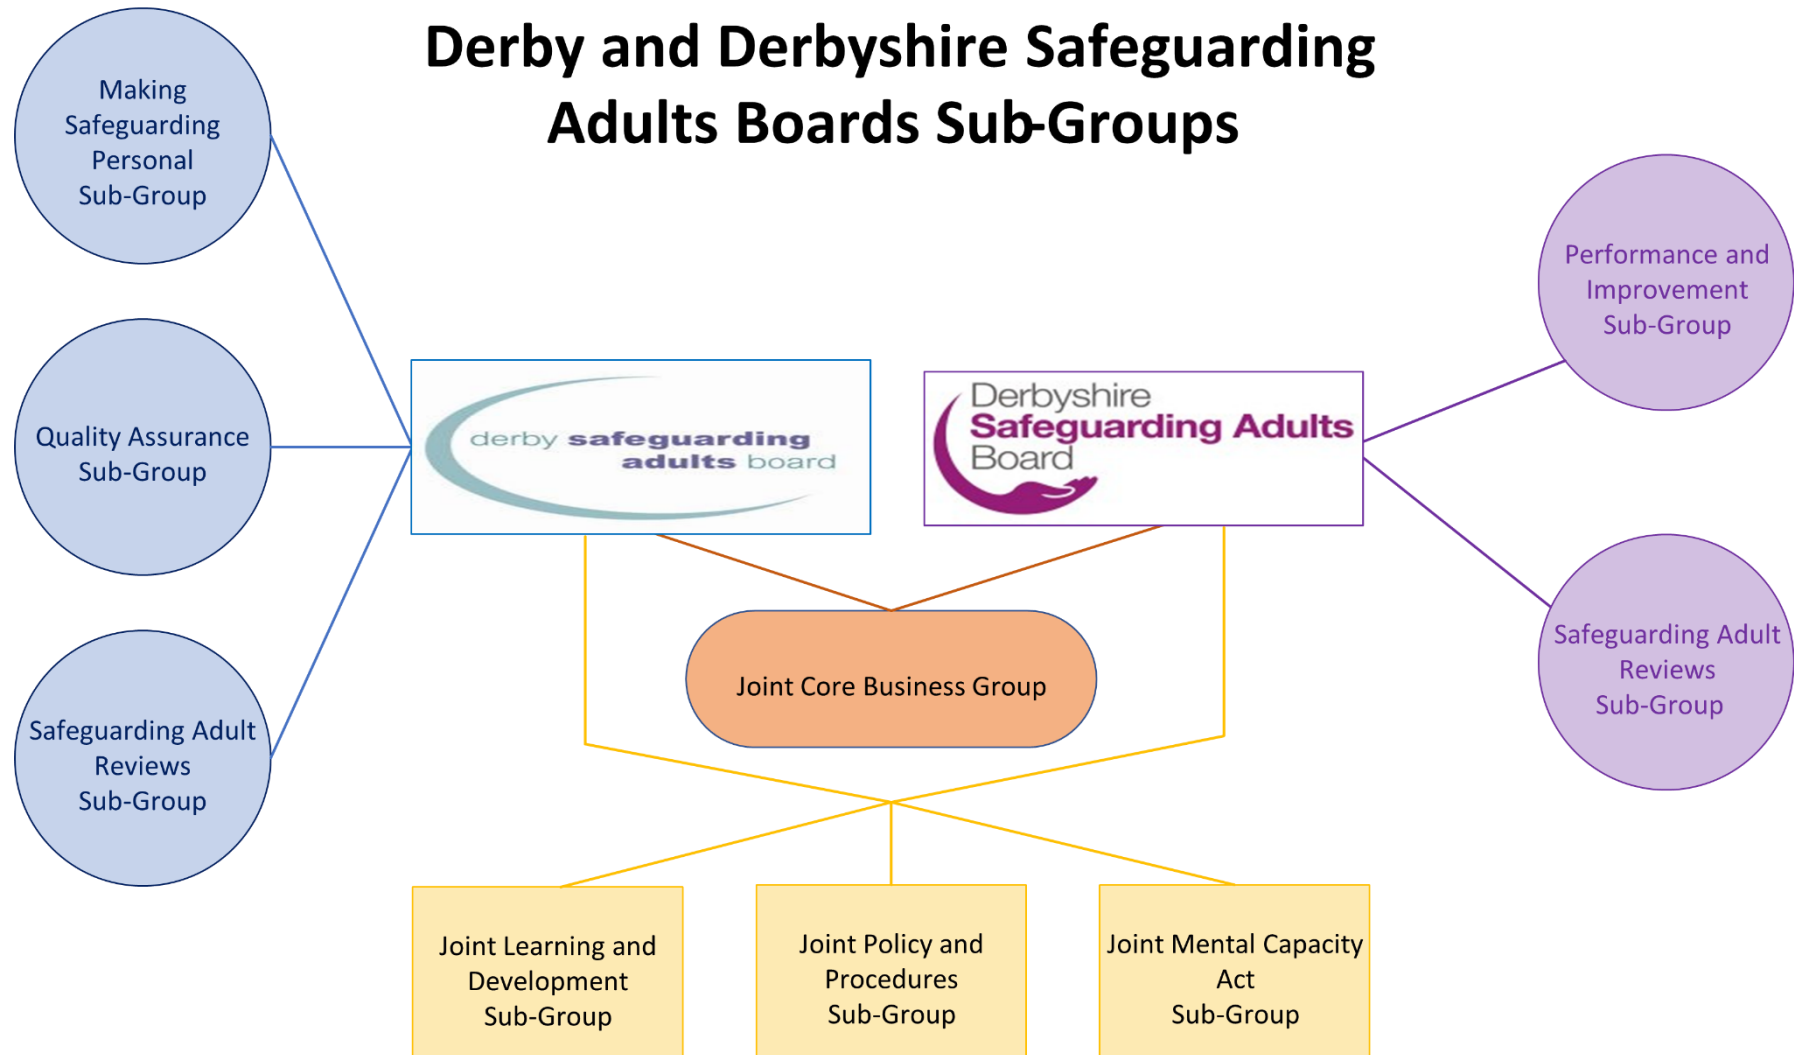 Derby and Derbyshire Safeguarding
Adults Boards Sub-Groups
Making
Safeguarding
Personal
Sub-Group
Quality Assurance
Sub-Group
Safeguarding Adult
Reviews
Sub-Group
derby safeguarding
adults board
Derbyshire
Safeguarding Adults
Board
Performance and
Improvement
Sub-Group
Safeguarding Adult
Reviews
Sub-Group
Joint Core Business Group
Joint Learning and
Development
Sub-Group
Joint Policy and
Procedures
Sub-Group
Joint Mental Capacity
Act
Sub-Group